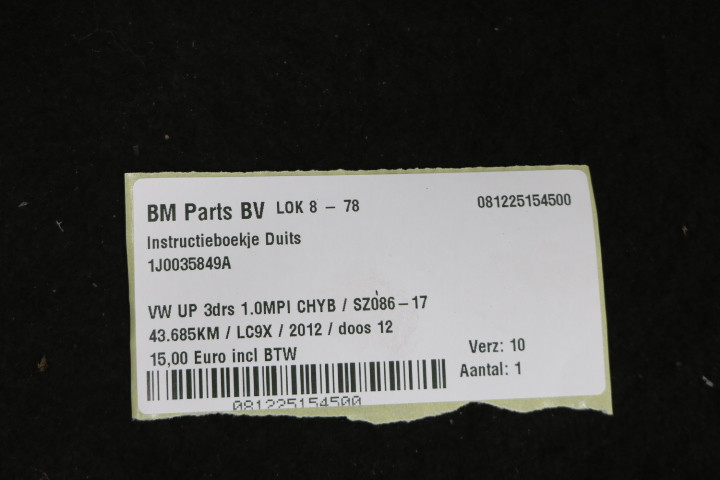 BM Parts BV LOK 8 – 78 081225154500
Instructieboekje Duits
1J0035849A
VW UP 3drs 1.0MPI CHYB / SZ086–17
43.685KM / LC9X / 2012 / doos 12
15,00 Euro incl BTW
Verz: 10
Aantal: 1
081225154500